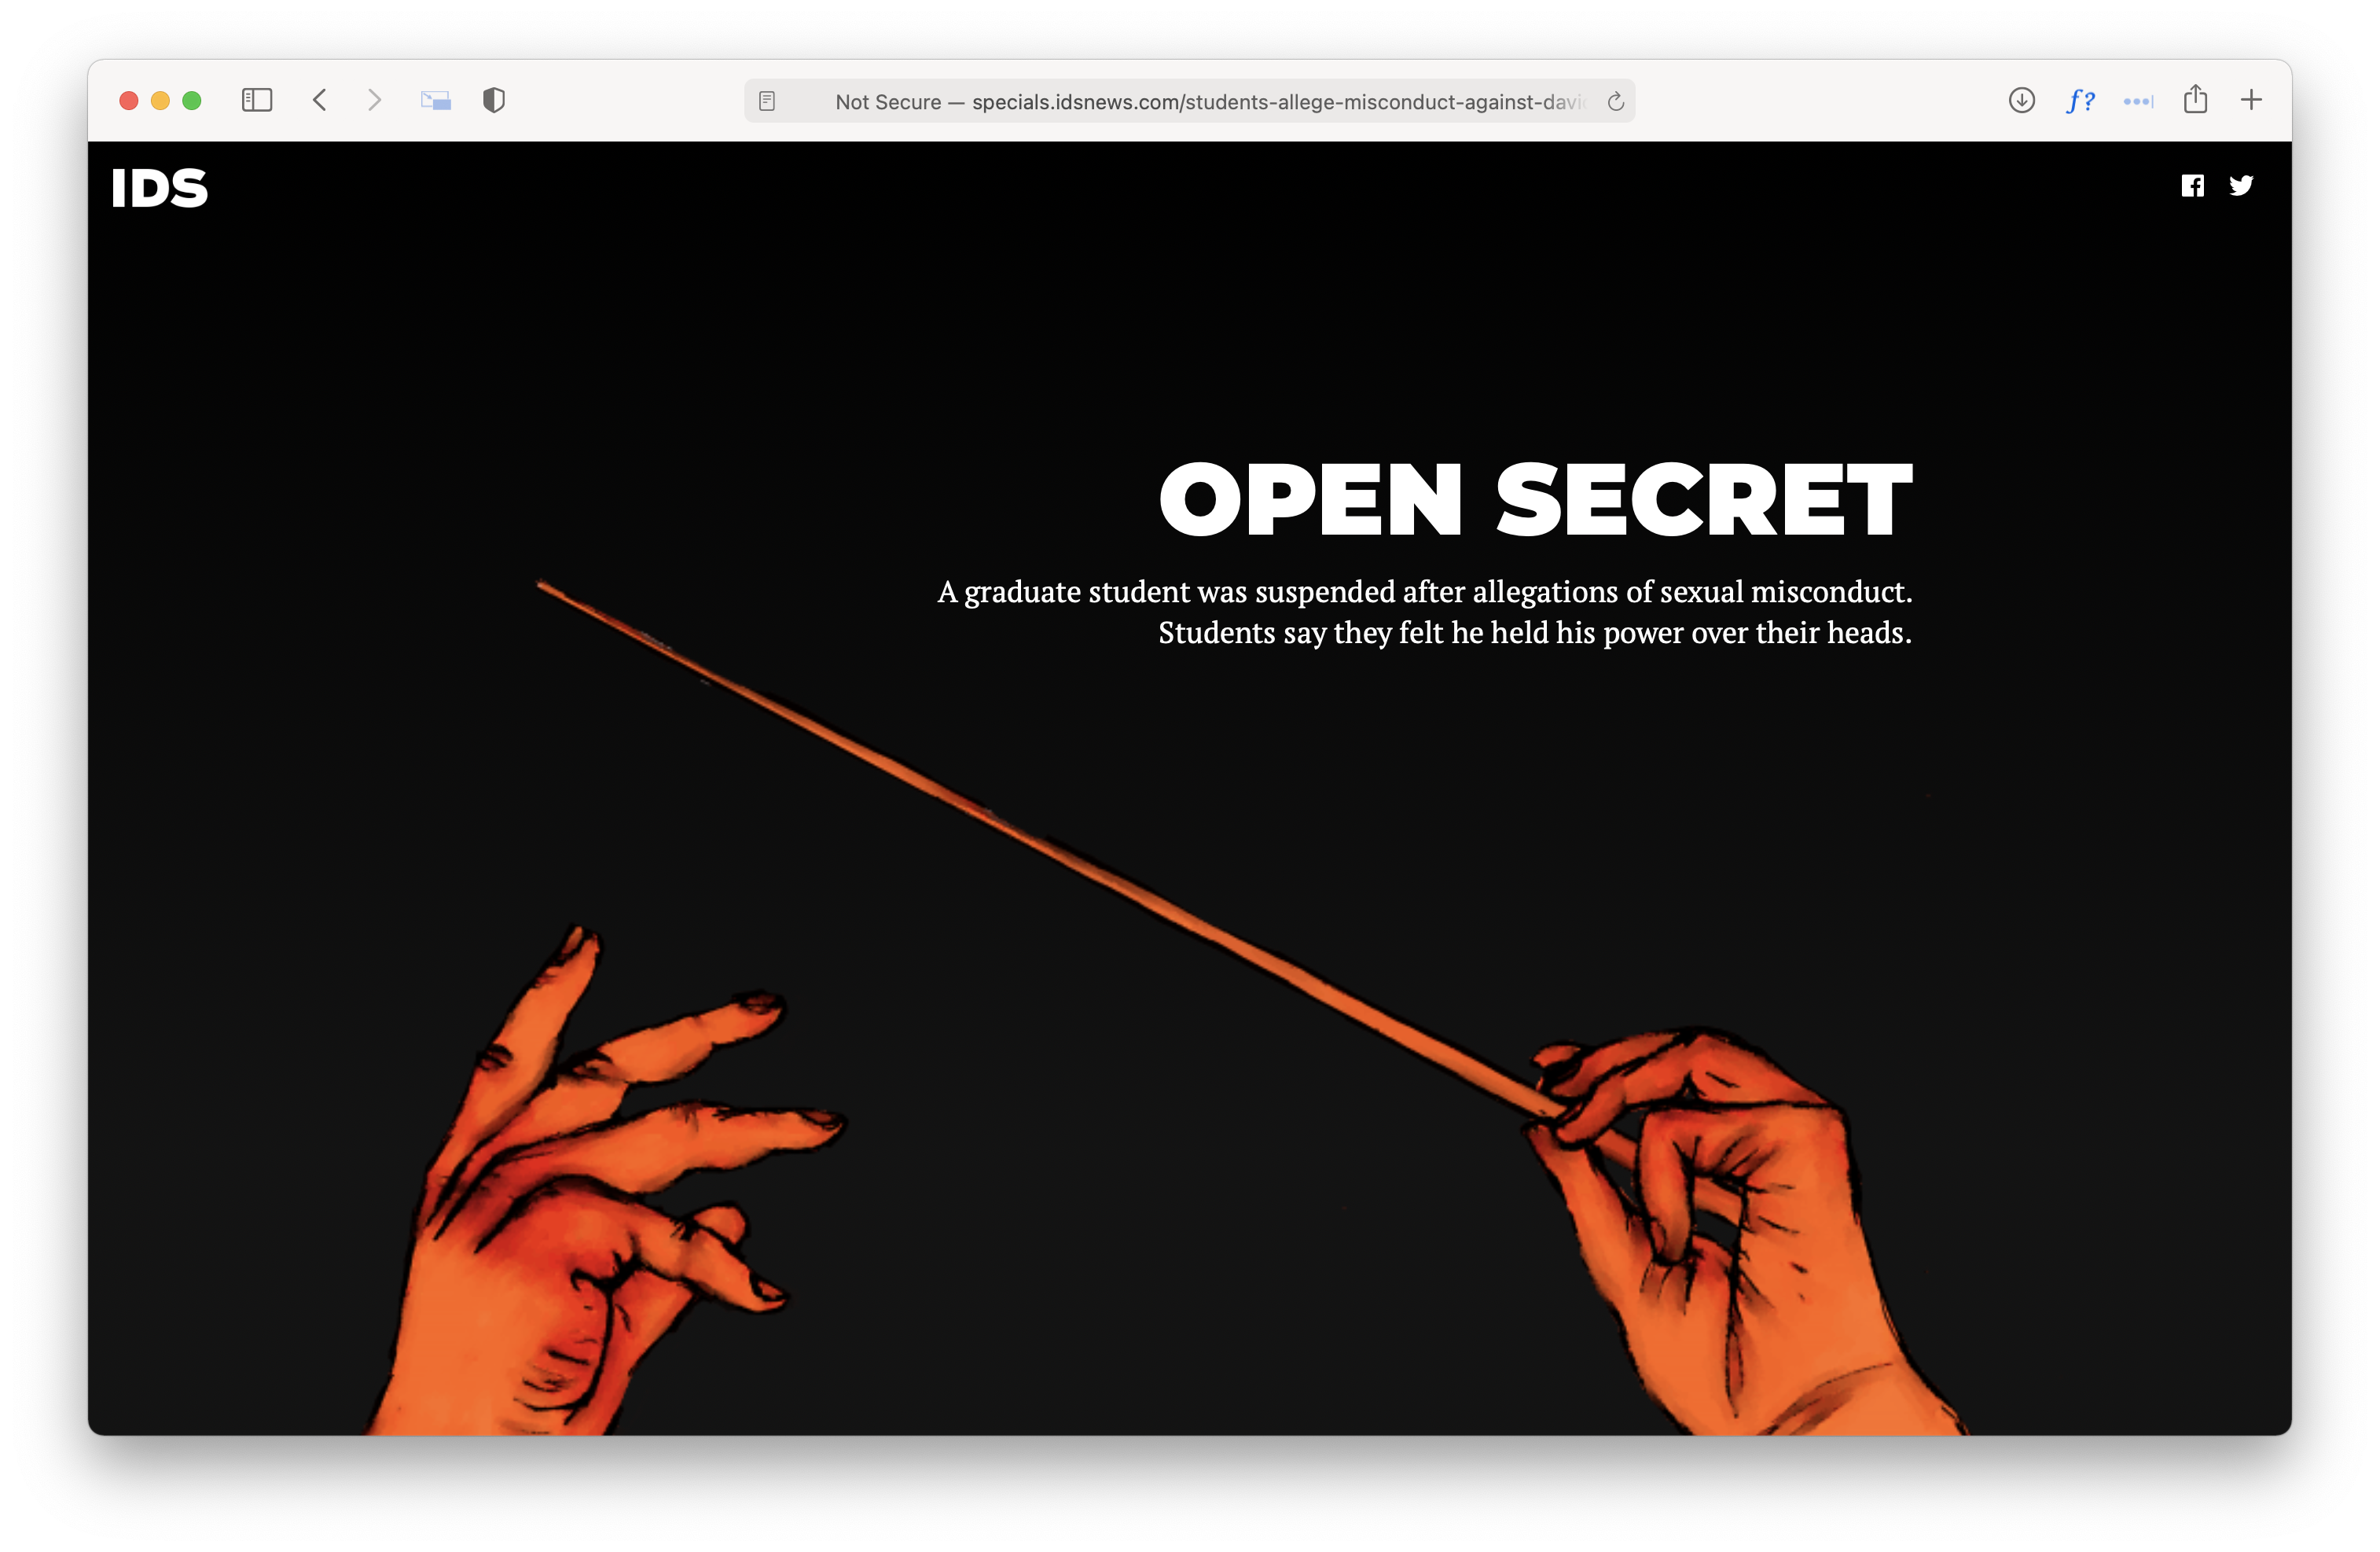 Not Secure — specials.idsnews.com/students-allege-misconduct-against-davi
f?
IDS
OPEN SECRET
A graduate student was suspended after allegations of sexual misconduct.
Students say they felt he held his power over their heads.